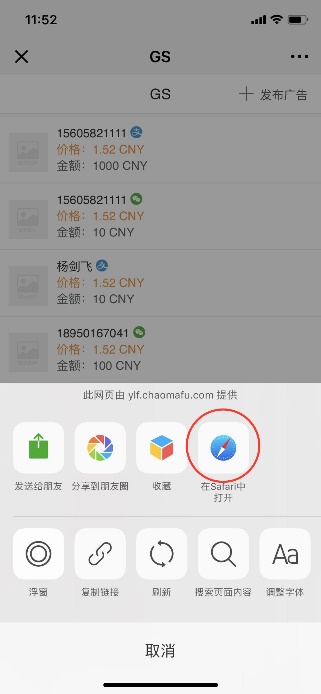 11:52
GS
GS
发布广告
15605821111
价格：1.52 CNY
金额：1000 CNY
15605821111
价格：1.52 CNY
金额：10 CNY
杨剑飞
价格：1.52 CNY
金额：10 CNY
18950167041
价格：1.52 CNY
金额：100 CNY
此网页由 ylf.chaomafu.com 提供
发送给朋友
分享到朋友圈
收藏
在Safari中
打开
浮窗
复制链接
刷新
搜索页面内容
Aa
调整字体
取消